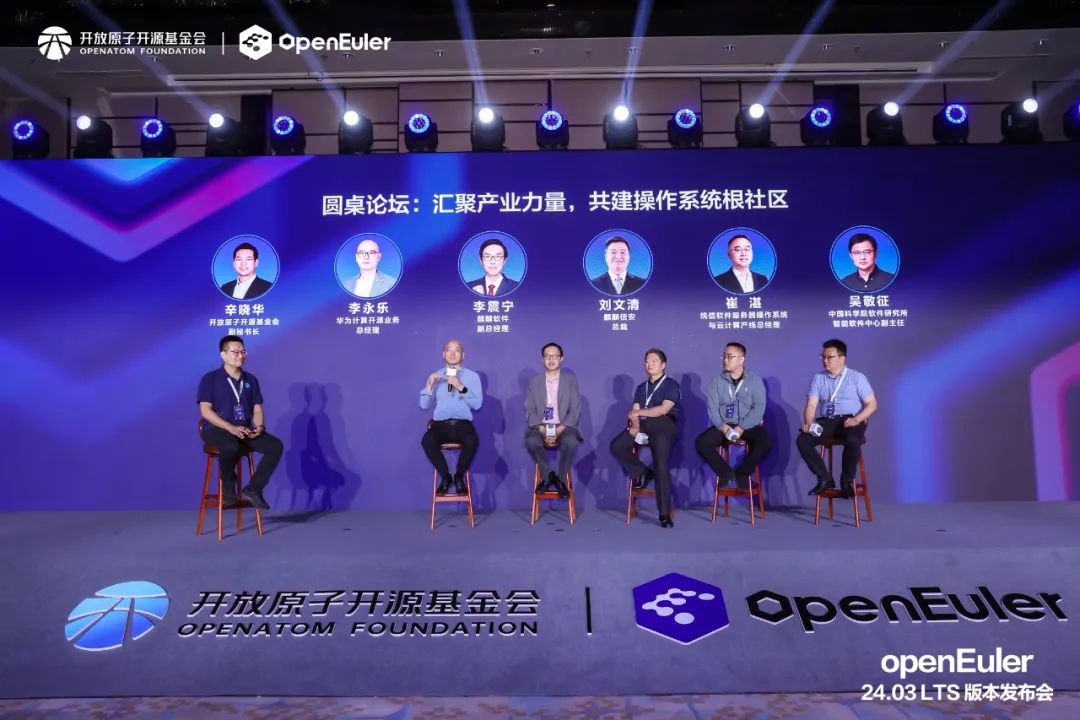 开放原子开源基金会
OPENATOM FOUNDATION
OpenEuler
圆桌论坛：汇聚产业力量，共建操作系统根社区
辛晓华
开放原子开源基金会
副秘书长
李永乐
华为计算开源业务
总经理
李震宁
麒麟软件
副总经理
刘文清
麒麟信安
总裁
崔 湛
统信软件服务器操作系统
与云计算产线总经理
吴敬征
中国科学院软件研究所
智能软件中心副主任
开放原子开源基金会
OPENATOM FOUNDATION
OpenEuler
openEuler
24.03 LTS 版本发布会